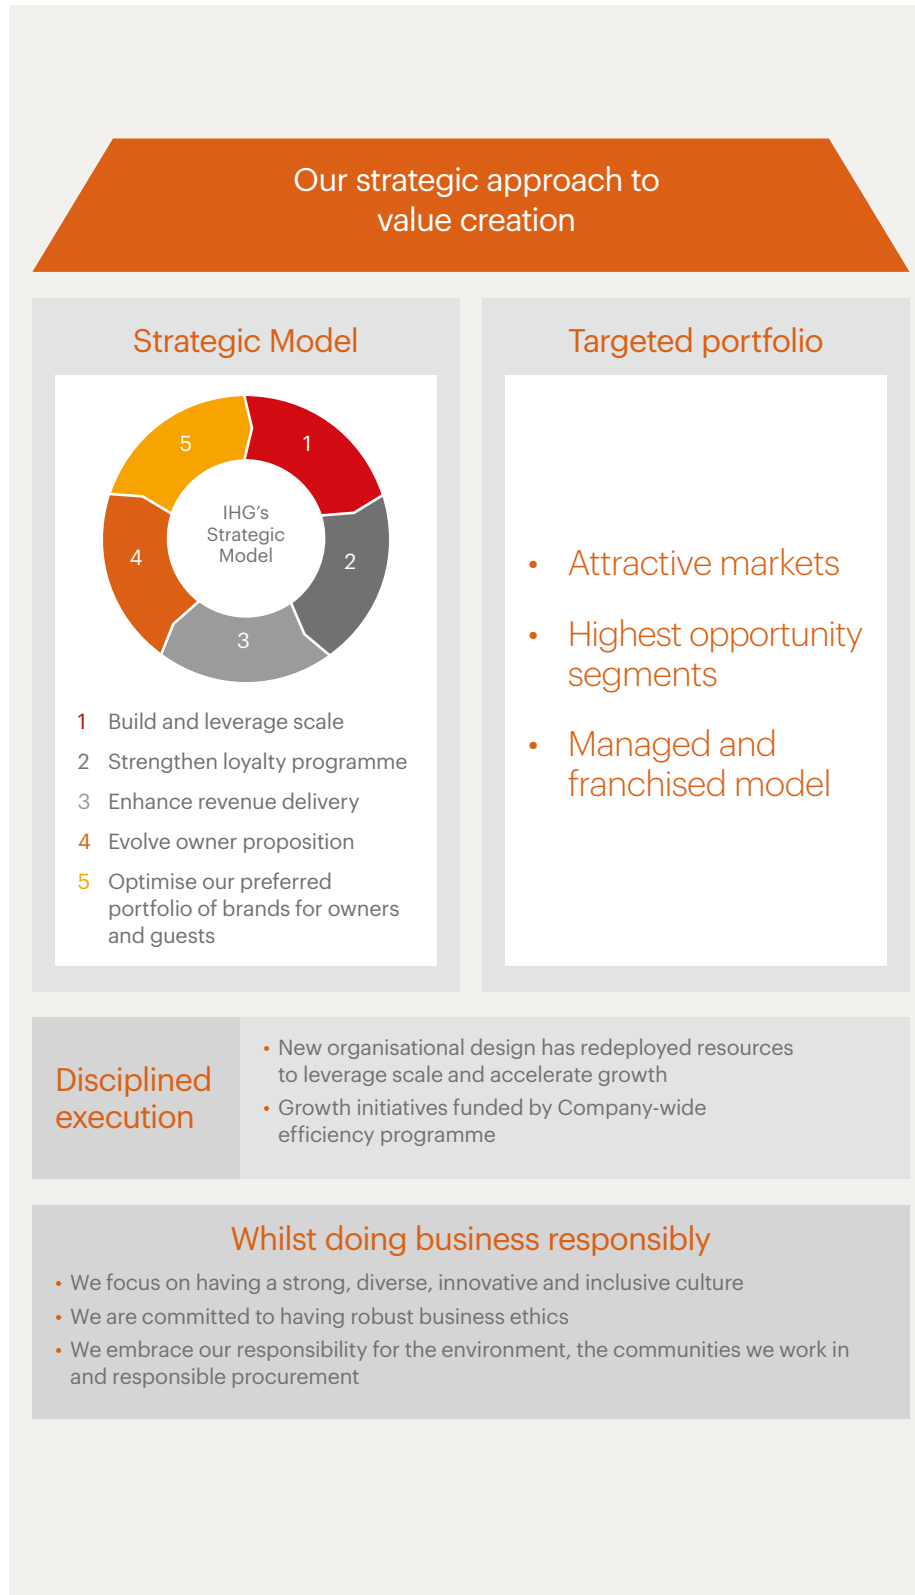 Our strategic approach to
value creation
Strategic Model
5
1
IHG's
Strategic
Model
4
2
3
1 Build and leverage scale
2 Strengthen loyalty programme
3 Enhance revenue delivery
4 Evolve owner proposition
5 Optimise our preferred
portfolio of brands for owners
and guests
Targeted portfolio
• Attractive markets
• Highest opportunity
segments
• Managed and
franchised model
Disciplined
execution
• New organisational design has redeployed resources
to leverage scale and accelerate growth
• Growth initiatives funded by Company-wide
efficiency programme
Whilst doing business responsibly
• We focus on having a strong, diverse, innovative and inclusive culture
• We are committed to having robust business ethics
• We embrace our responsibility for the environment, the communities we work in
and responsible procurement